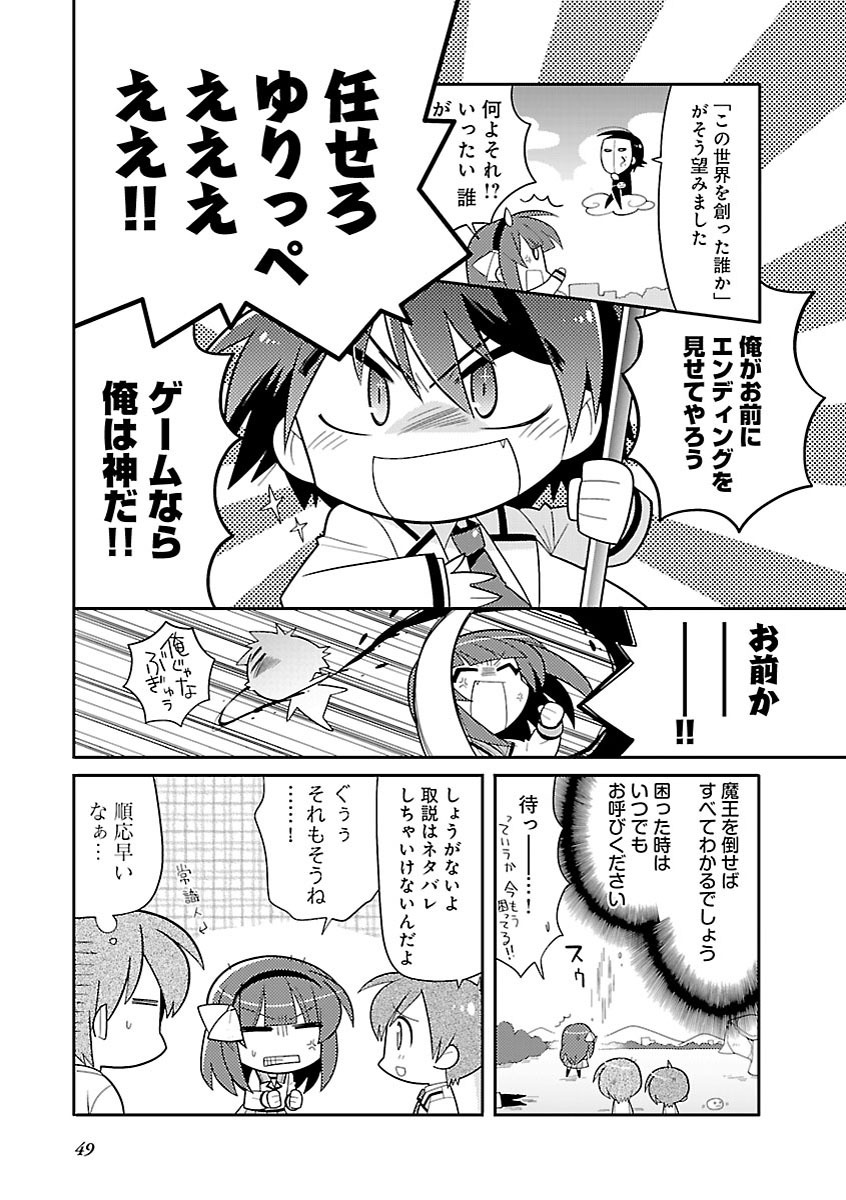 「この世界を創った誰か」
がそう望みました
何よそれ!?
いったい誰
が
俺がお前に
エンディングを
見せてやろう
任せろ
ゆりっぺ
えええ
ええ!!
ゲームなら
俺は神だ!!
お前か
――!!
俺じゃな
ぶぎゅう
魔王を倒せば
すべてわかるでしょう
困った時は
いつでも
お呼びください
スゥ
待っ――…!
っていうか 今もう
困ってる!!
しょうがないよ
取説はネタバレ
しちゃいけないんだよ
ぐぅぅ
それもそうね
……!
常識人
順応早い
なぁ…
49